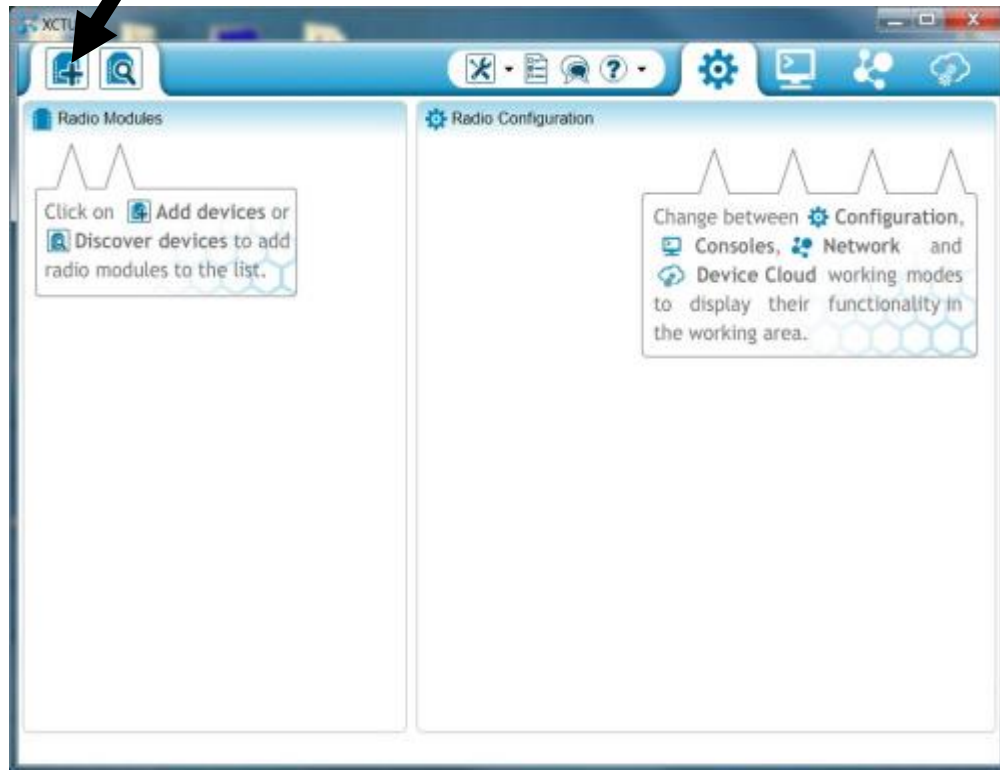 XCTU
Radio Modules
Radio Configuration
Click on Add devices or
Discover devices to add
radio modules to the list.
Change between Configuration,
Consoles, Network and
Device Cloud working modes
to display their functionality in
the working area.